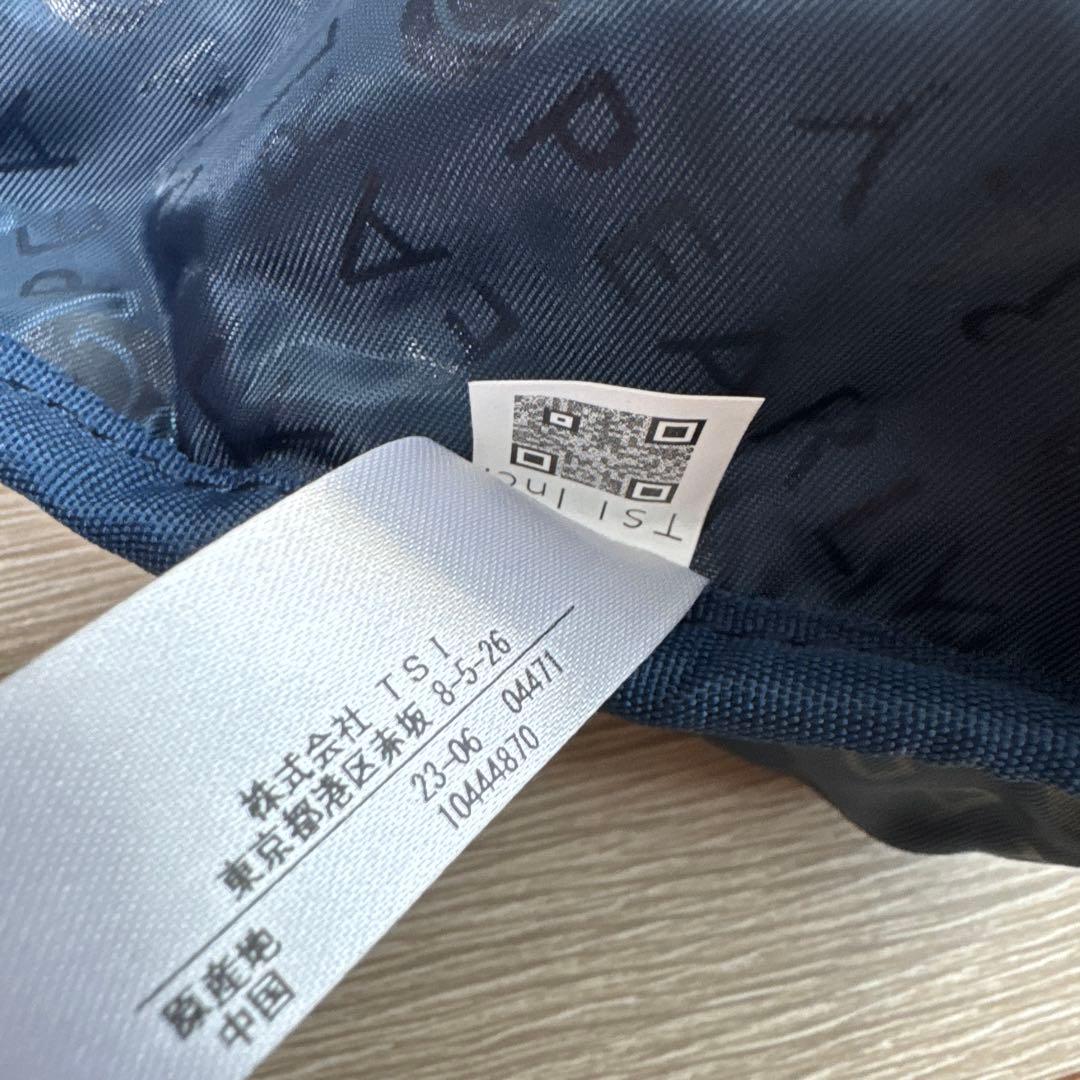 TSI Inc.
株式会社 TSI
東京都港区赤坂 8-5-26
23-06 04471
10444870
原産地
中国